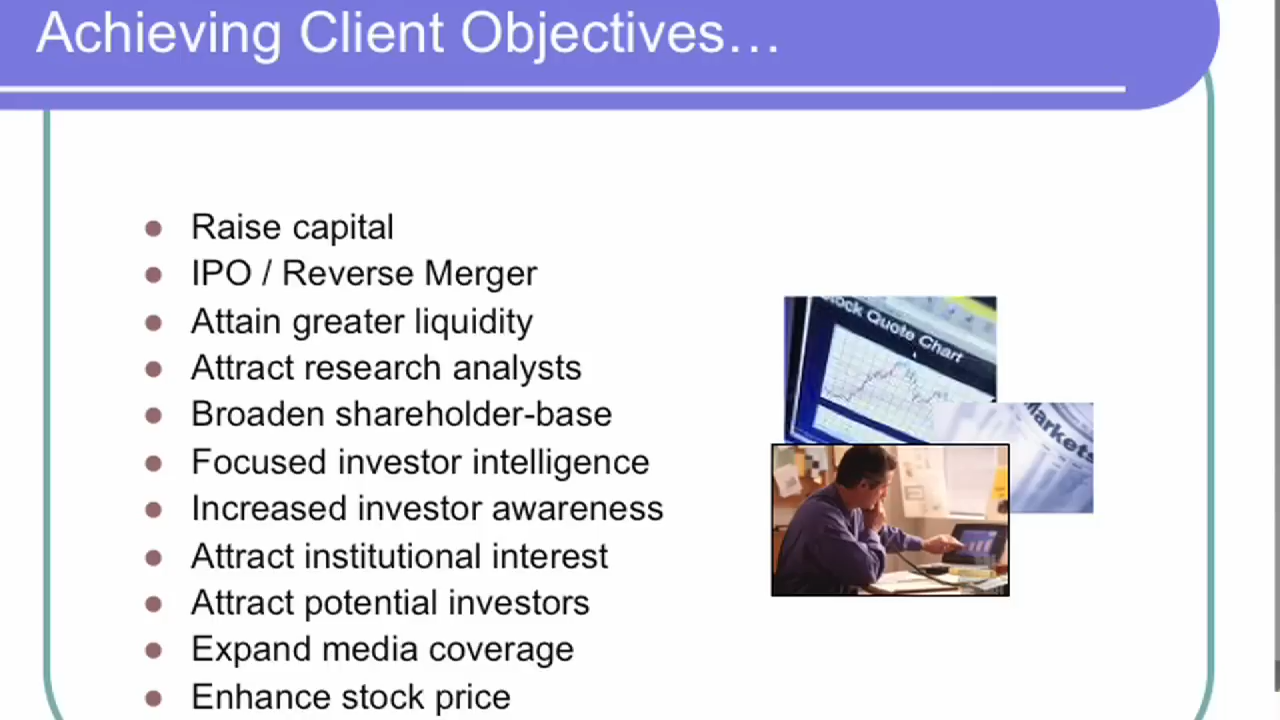 Achieving Client Objectives…
Raise capital
IPO / Reverse Merger
Attain greater liquidity
Attract research analysts
Broaden shareholder-base
Focused investor intelligence
Increased investor awareness
Attract institutional interest
Attract potential investors
Expand media coverage
Enhance stock price
Stock Quote Chart
Markets